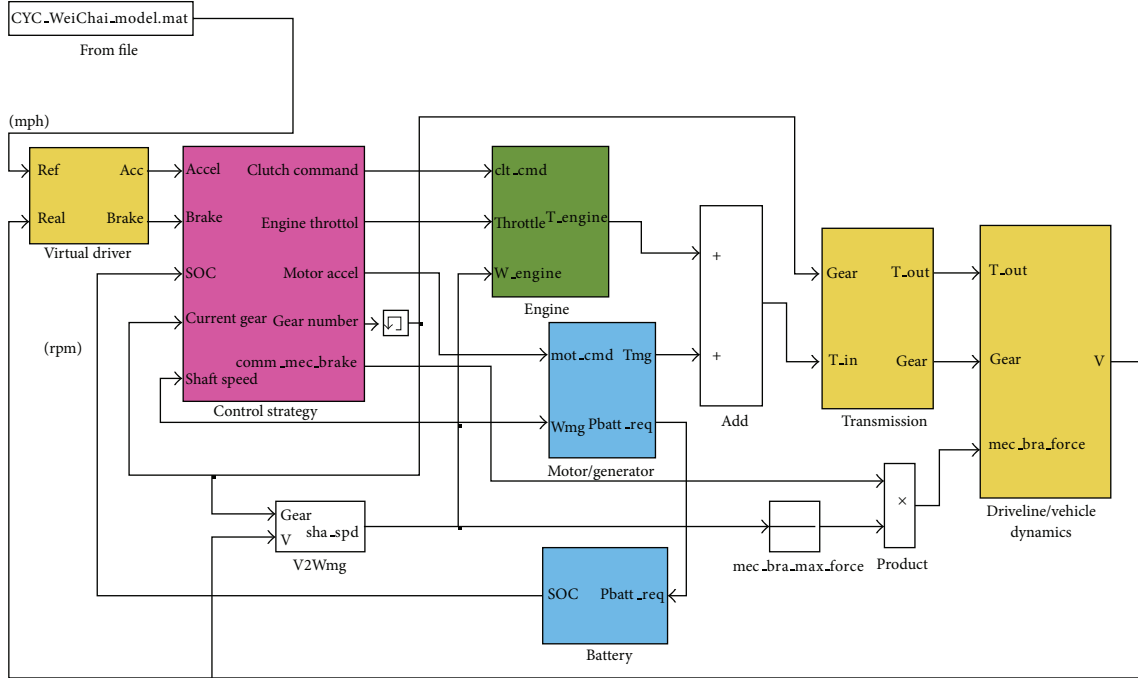 CYC_WeiChai_model.mat
From file
(mph)
Ref
Acc
Real
Brake
Virtual driver
Accel
Clutch command
Brake
Engine throttol
SOC
Motor accel
Current gear
Gear number
comm_mec_brake
Shaft speed
Control strategy
(rpm)
clt_cmd
Throttle
T_engine
W_engine
Engine
mot_cmd
Tmg
Wmg
Pbatt_req
Motor/generator
+
+
Add
Gear
T_out
T_in
Gear
Transmission
T_out
Gear
V
mec_bra_force
Driveline/vehicle
dynamics
Gear
sha_spd
V
V2Wmg
mec_bra_max_force
×
Product
SOC
Pbatt_req
Battery